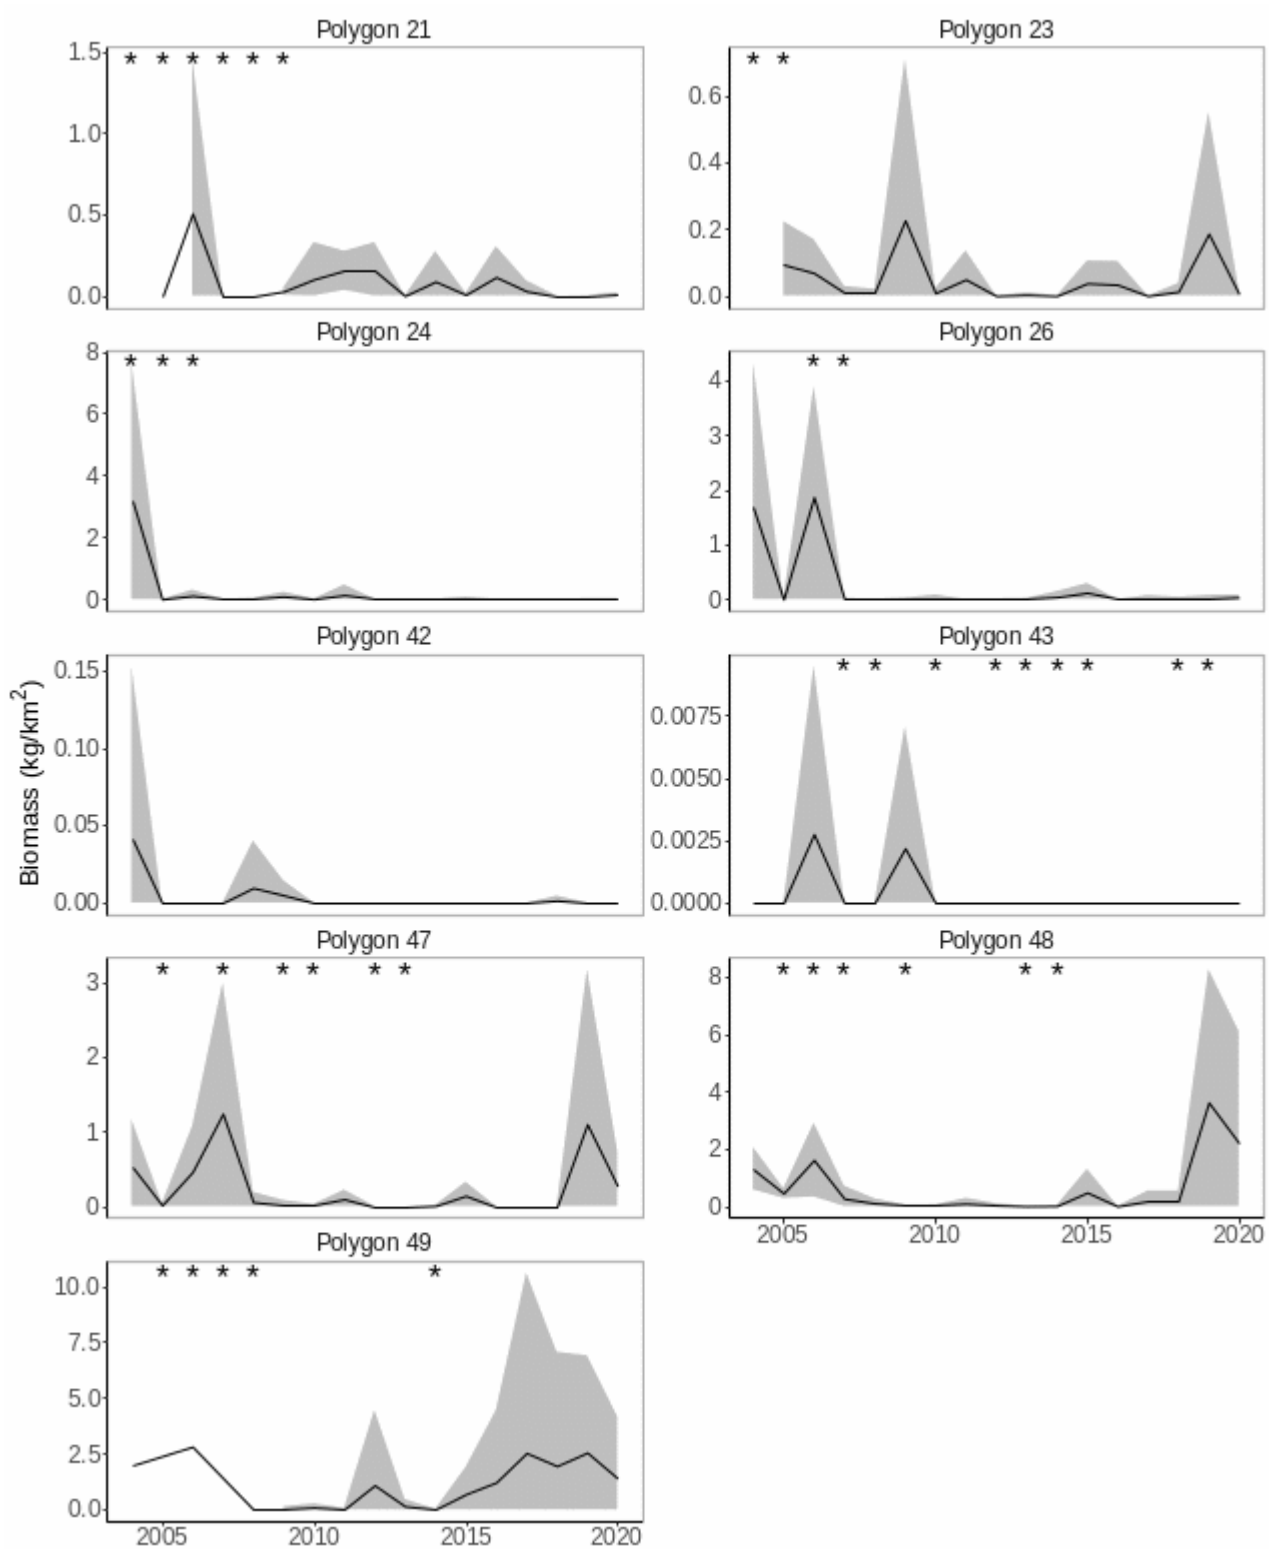 Polygon 21
1.5
1.0
0.5
0.0
* * * * * *
Polygon 23
0.6
0.4
0.2
0.0
* *
Polygon 24
8
6
4
2
0
* * *
Polygon 26
4
3
2
1
0
* *
Biomass (kg/km²)
Polygon 42
0.15
0.10
0.05
0.00
Polygon 43
0.0075
0.0050
0.0025
0.0000
* * * * * * * * *
Polygon 47
3
2
1
0
* * * * * *
Polygon 48
8
6
4
2
0
* * * * * *
2005 2010 2015 2020
Polygon 49
10.0
7.5
5.0
2.5
0.0
* * * * *
2005 2010 2015 2020